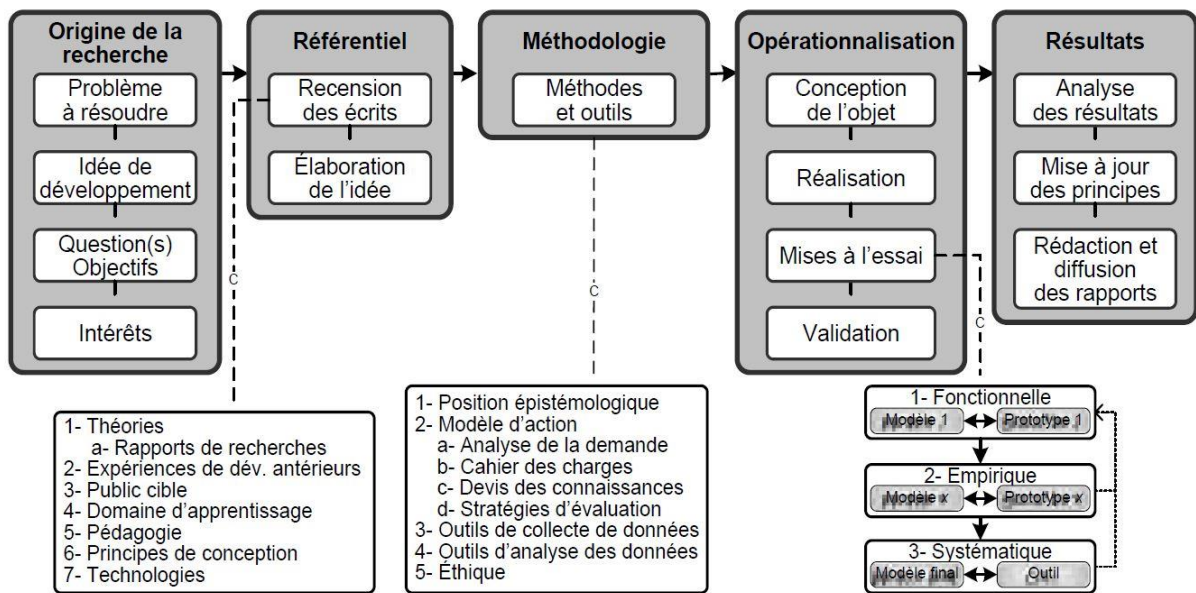 Origine de la
recherche
Problème
à résoudre
Idée de
développement
Question(s)
Objectifs
Intérêts
Référentiel
Recension
des écrits
Élaboration
de l'idée
Méthodologie
Méthodes
et outils
Opérationnalisation
Conception
de l'objet
Réalisation
Mises à l'essai
Validation
Résultats
Analyse
des résultats
Mise à jour
des principes
Rédaction et
diffusion
des rapports
C
C
C
1- Théories
a- Rapports de recherches
2- Expériences de dév. antérieurs
3- Public cible
4- Domaine d'apprentissage
5- Pédagogie
6- Principes de conception
7- Technologies
1- Position épistémologique
2- Modèle d'action
a- Analyse de la demande
b- Cahier des charges
c- Devis des connaissances
d- Stratégies d'évaluation
3- Outils de collecte de données
4- Outils d'analyse des données
5- Éthique
1- Fonctionnelle
Modèle 1
Prototype 1
2- Empirique
Modèle x
Prototype x
3- Systématique
Modèle final
Outil